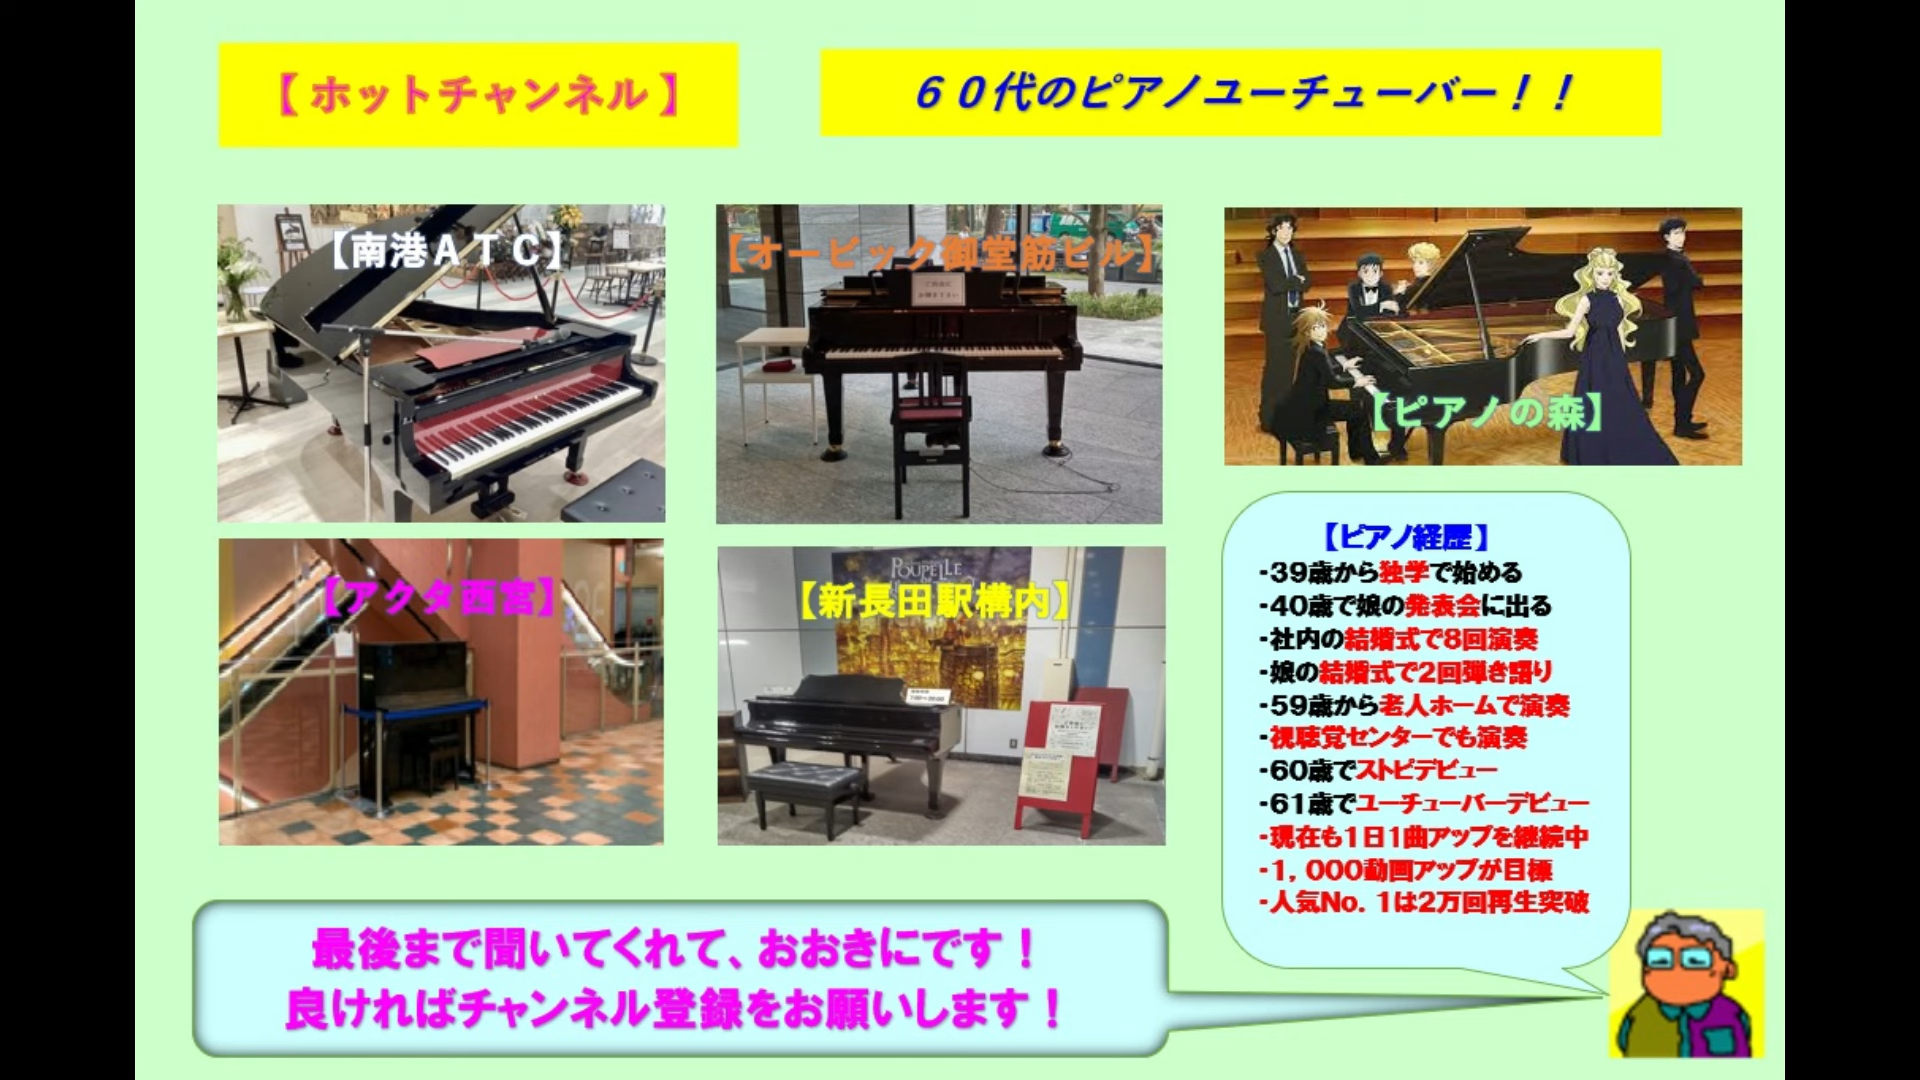 【ホットチャンネル】
６０代のピアノユーチューバー！！
【南港ＡＴＣ】
【オービック御堂筋ビル】
【ピアノの森】
【アクタ西宮】
【新長田駅構内】
POUPELLE
【ピアノ経歴】
・39歳から独学で始める
・40歳で娘の発表会に出る
・社内の結婚式で8回演奏
・娘の結婚式で2回弾き語り
・59歳から老人ホームで演奏
・視聴覚センターでも演奏
・60歳でストピデビュー
・61歳でユーチューバーデビュー
・現在も1日1曲アップを継続中
・1，000動画アップが目標
・人気No．1は2万回再生突破
最後まで聞いてくれて、おおきにです！
良ければチャンネル登録をお願いします！